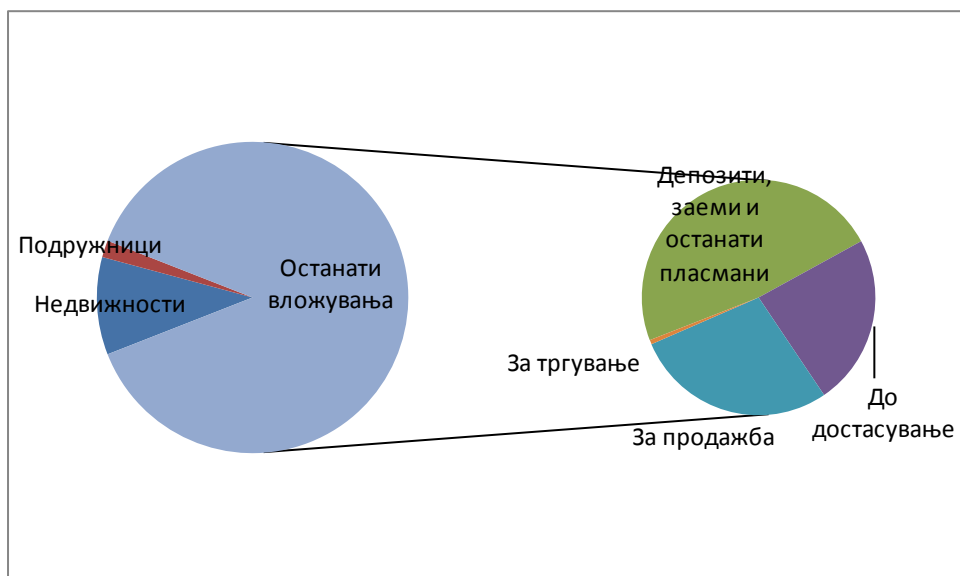 Подружници
Недвижности
Останати
вложувања
Депозити,
заеми и
останати
пласмани
За тргување
За продажба
До
достасување